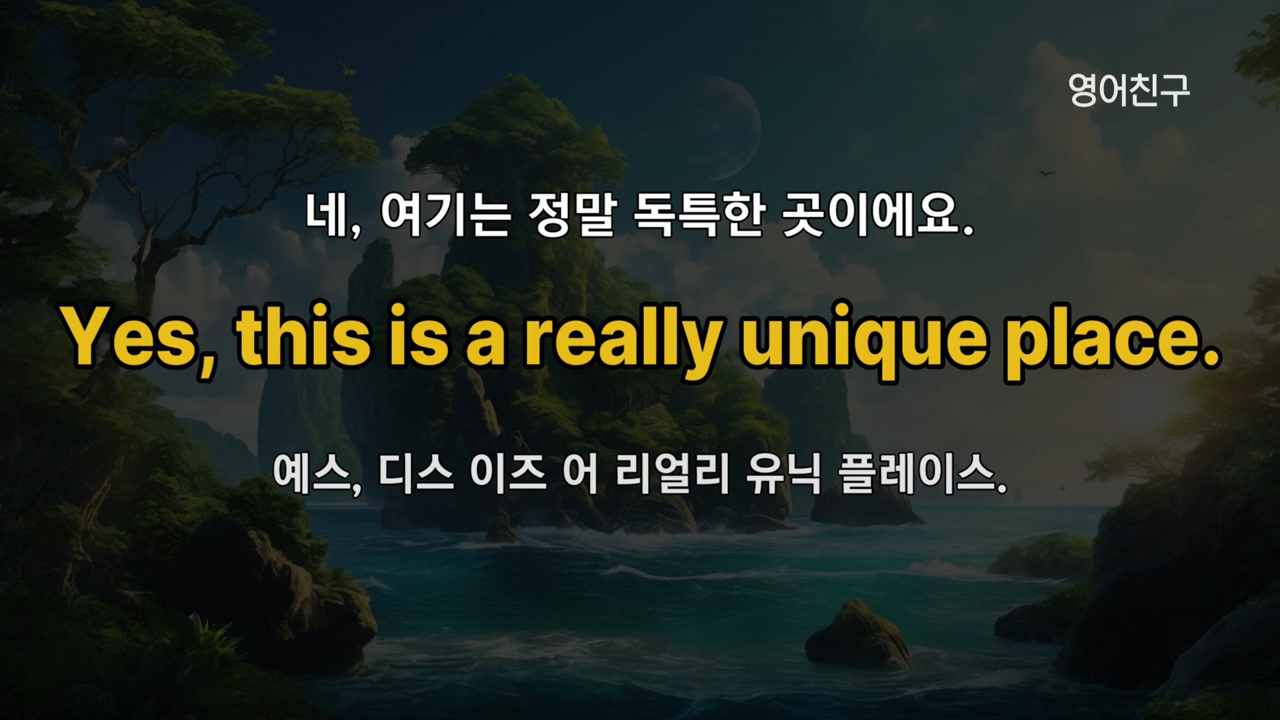 영어친구
네, 여기는 정말 독특한 곳이에요.
Yes, this is a really unique place.
예스, 디스 이즈 어 리얼리 유닉 플레이스.